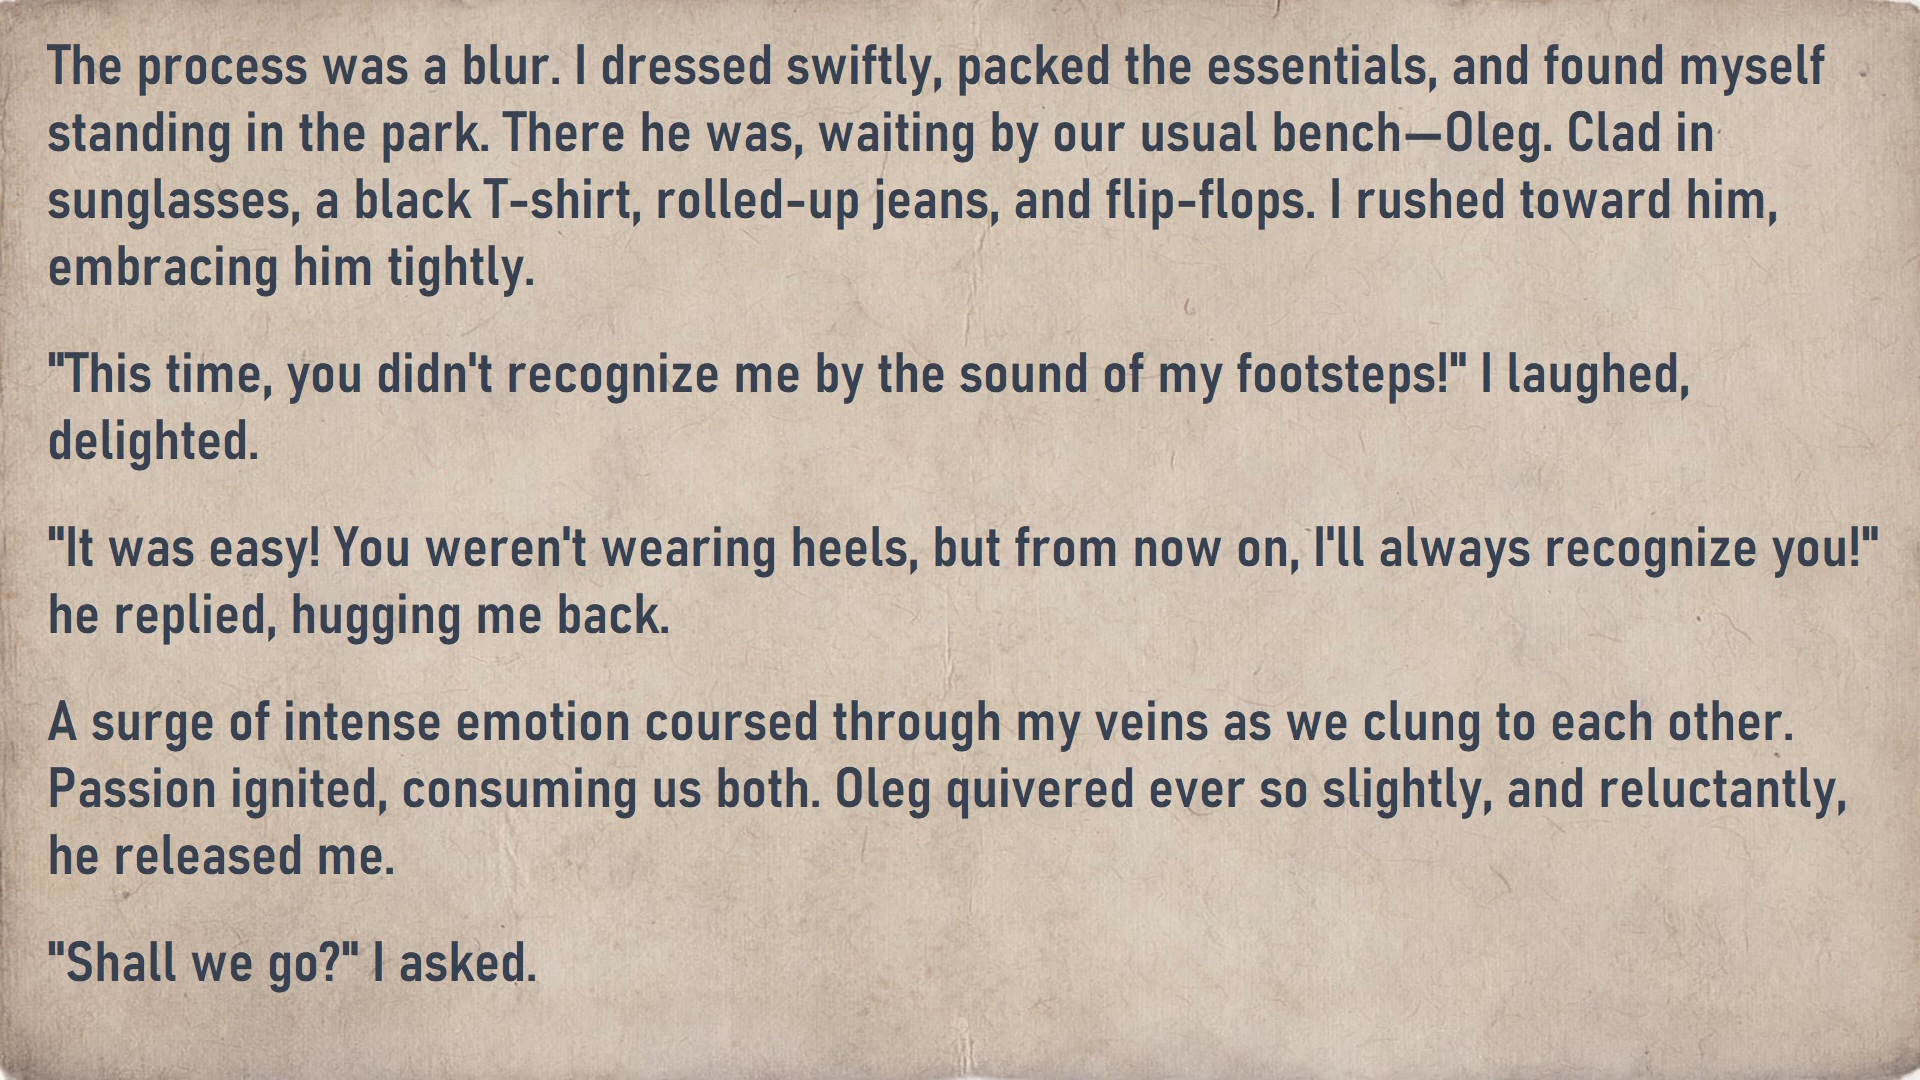 The process was a blur. I dressed swiftly, packed the essentials, and found myself
standing in the park. There he was, waiting by our usual bench—Oleg. Clad in
sunglasses, a black T-shirt, rolled-up jeans, and flip-flops. I rushed toward him,
embracing him tightly.
"This time, you didn't recognize me by the sound of my footsteps!" I laughed,
delighted.
"It was easy! You weren't wearing heels, but from now on, I'll always recognize you!"
he replied, hugging me back.
A surge of intense emotion coursed through my veins as we clung to each other.
Passion ignited, consuming us both. Oleg quivered ever so slightly, and reluctantly,
he released me.
"Shall we go?" I asked.